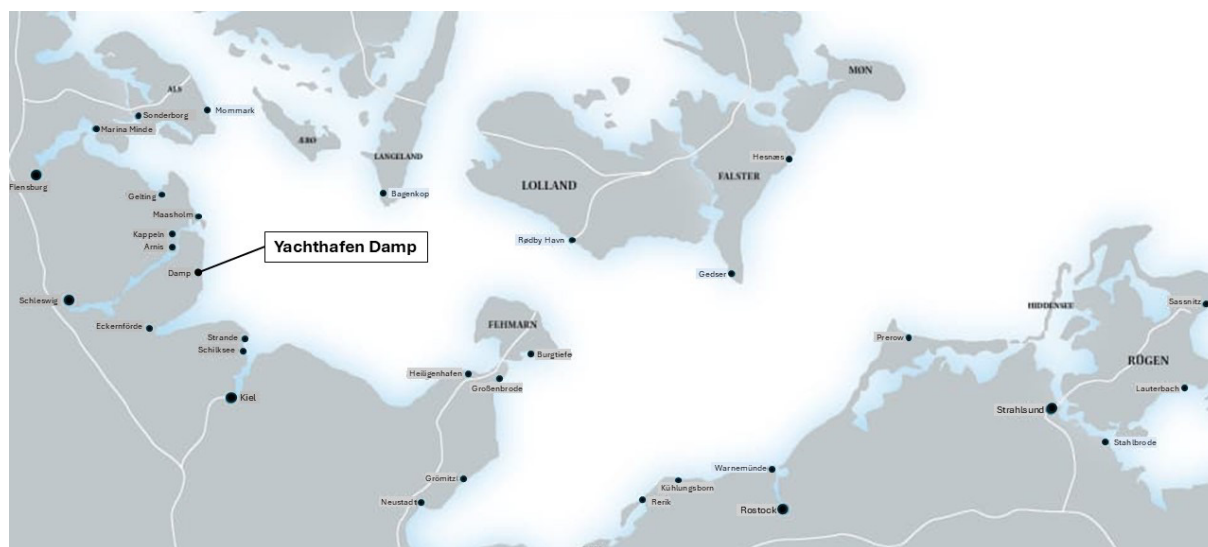 MØN
ALS
Sonderborg
Mommark
Marina Minde
ÆRØ
LANGELAND
Hesnæs
Flensburg
LOLLAND
FALSTER
Gelting
Bagenkop
Maasholm
Kappeln
Arnis
Yachthafen Damp
Rødby Havn
Damp
Gedser
Schleswig
HIDDENSEE
Sassnitz
Eckernförde
FEHMARN
Strande
Schilksee
Prerow
Burgtiefe
RÜGEN
Heiligenhafen
Großenbrode
Lauterbach
Kiel
Strahlsund
Stahlbrode
Warnemünde
Grömitz
Kühlungsborn
Neustadt
Rerik
Rostock